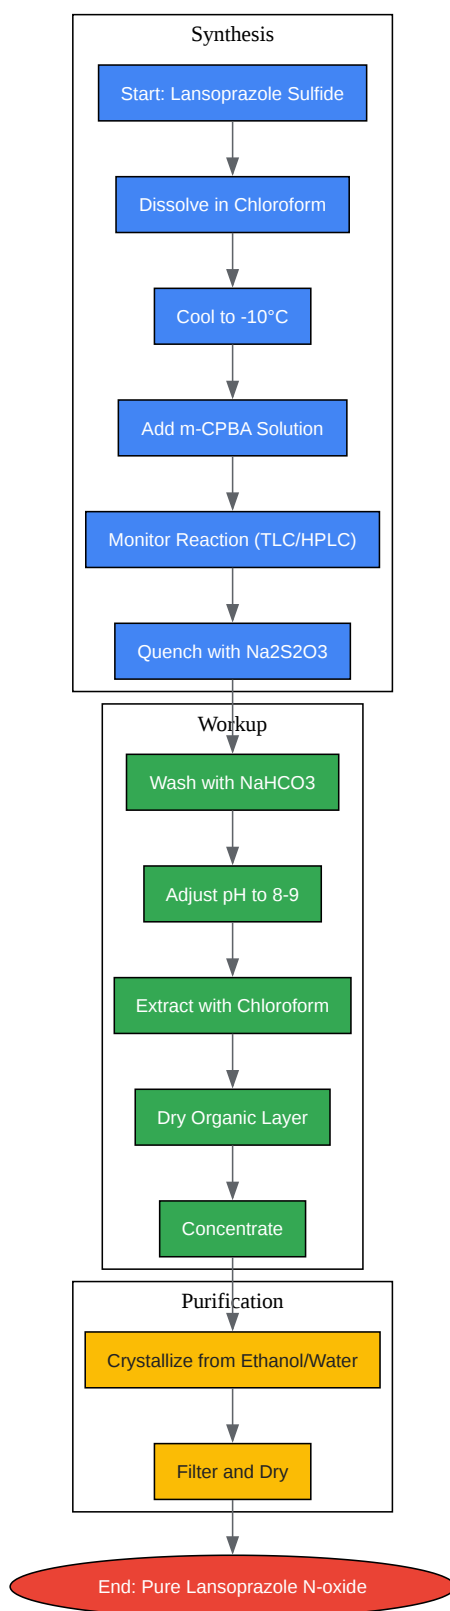 Synthesis
Start: Lansoprazole Sulfide
Dissolve in Chloroform
Cool to -10°C
Add m-CPBA Solution
Monitor Reaction (TLC/HPLC)
Quench with Na2S2O3
Workup
Wash with NaHCO3
Adjust pH to 8-9
Extract with Chloroform
Dry Organic Layer
Concentrate
Purification
Crystallize from Ethanol/Water
Filter and Dry
End: Pure Lansoprazole N-oxide